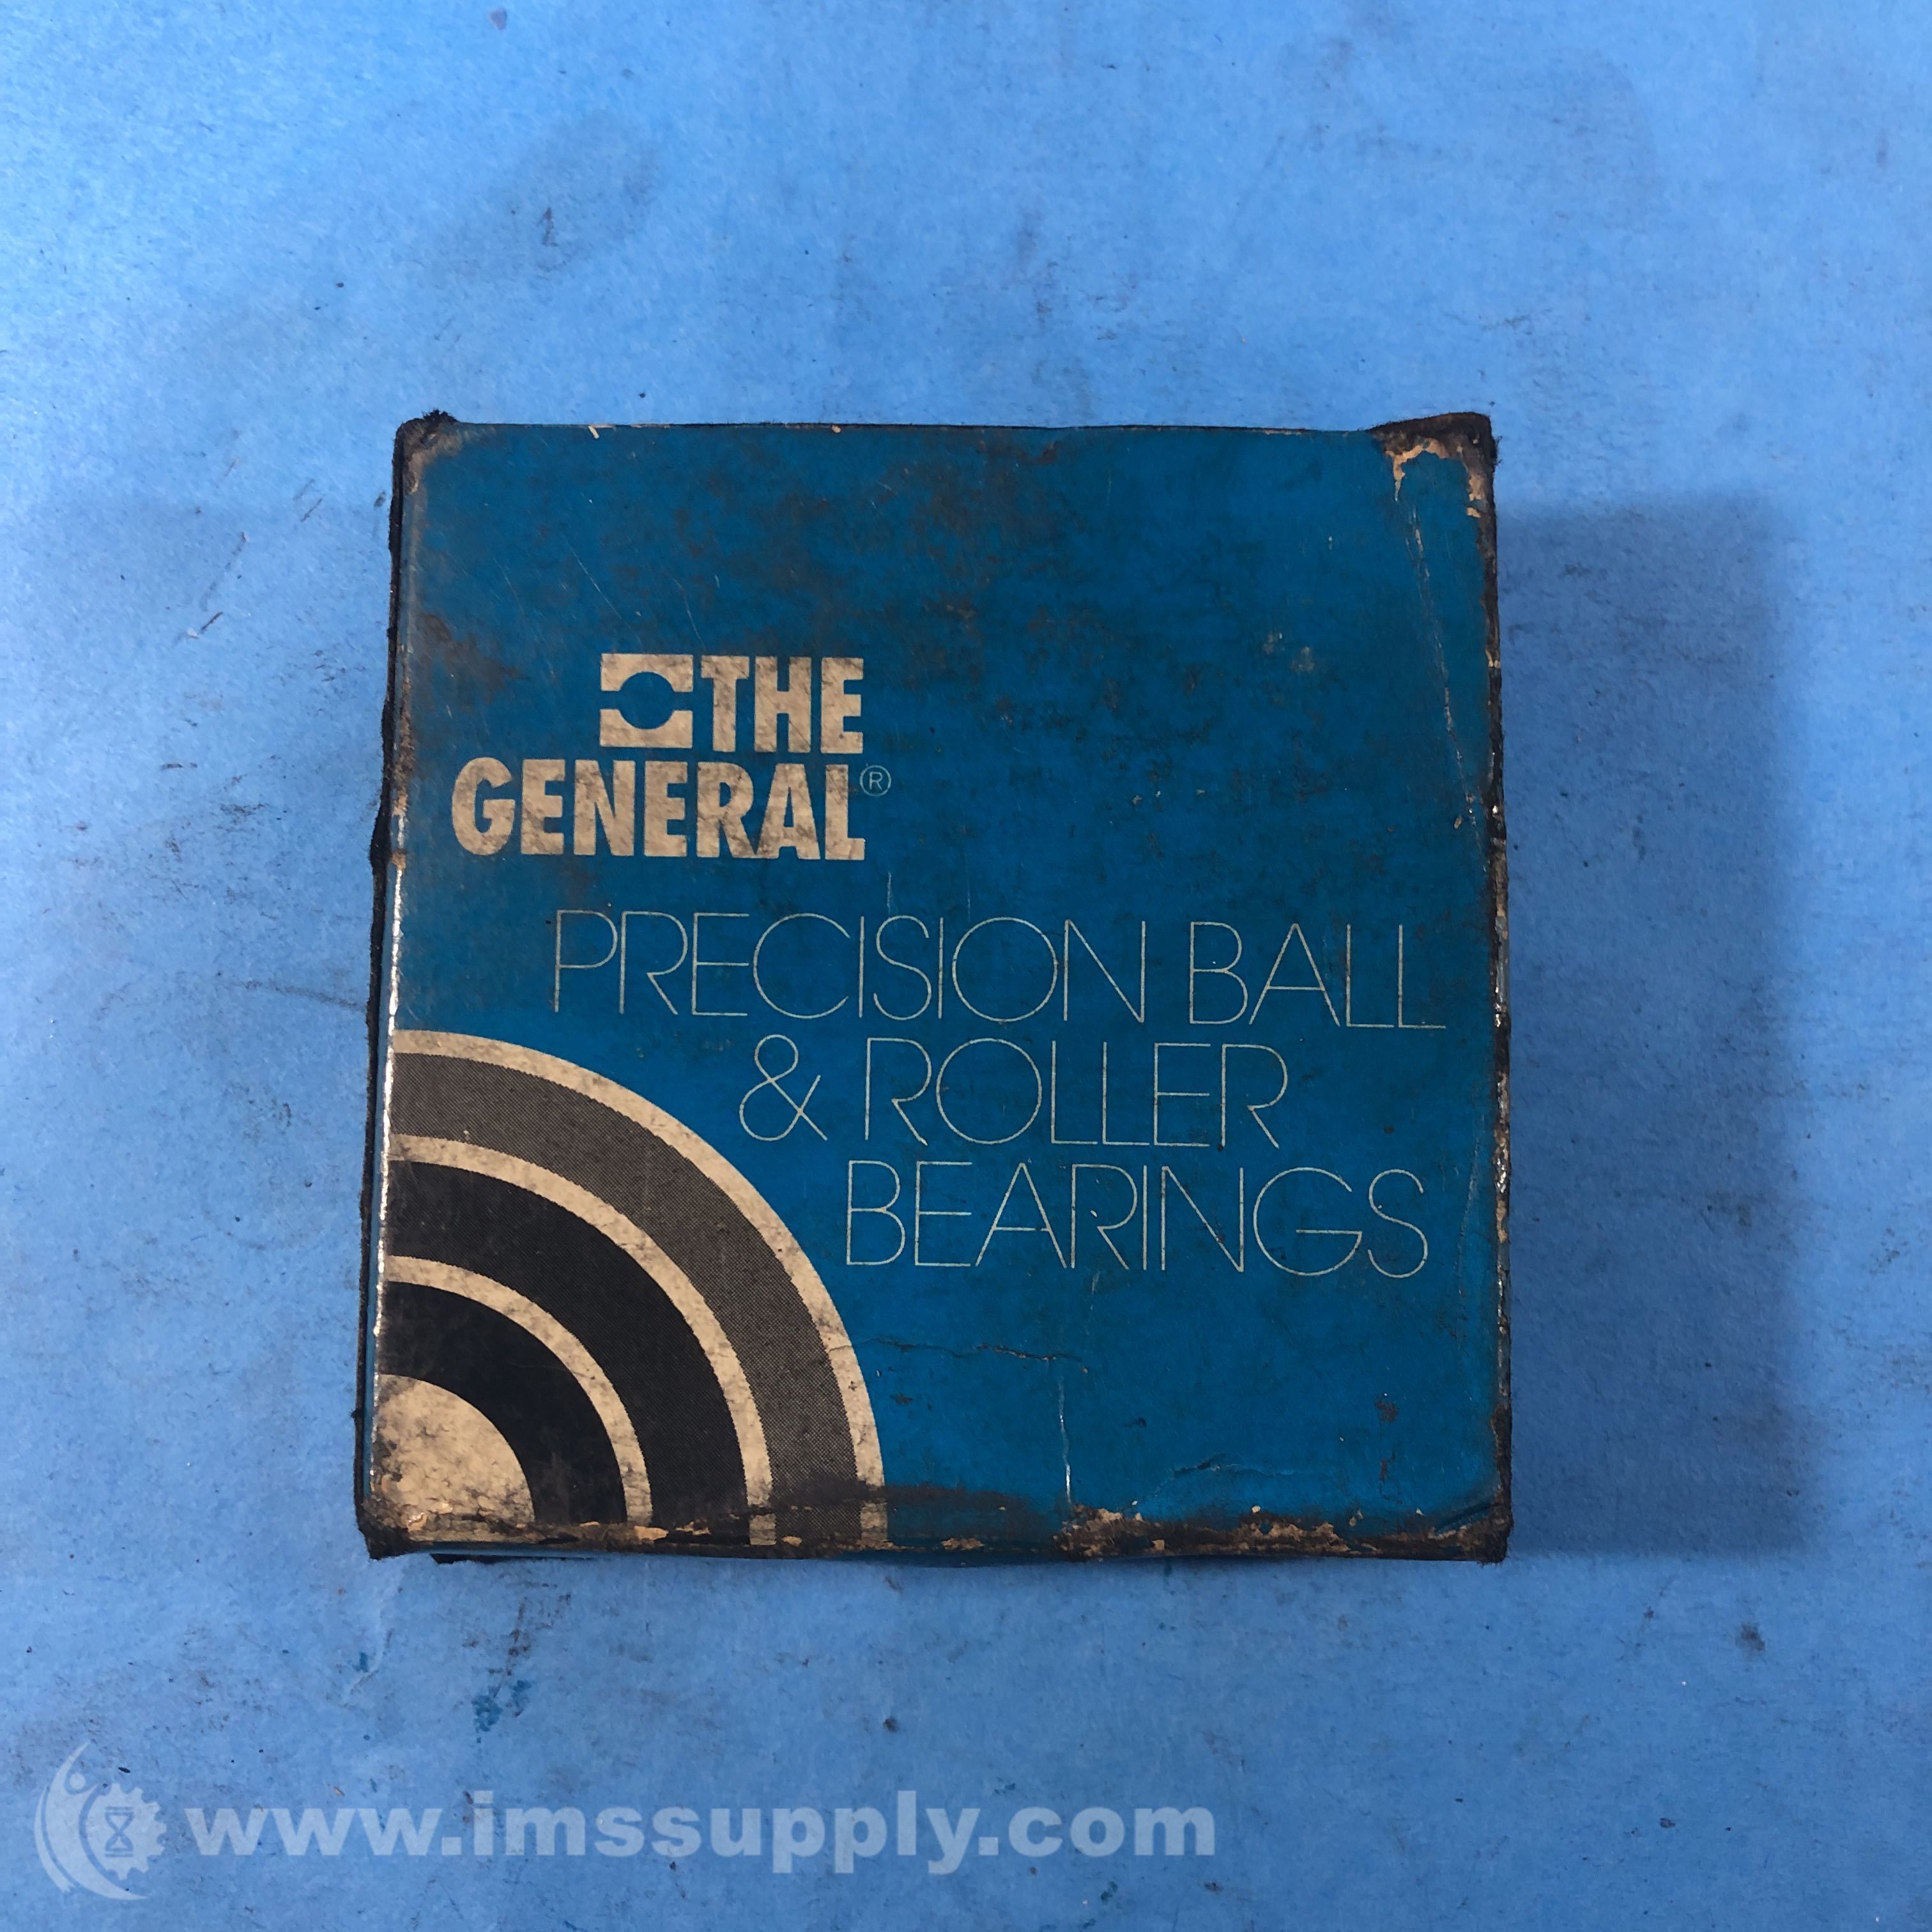 THE
GENERAL®
PRECISION BALL
& ROLLER
BEARINGS
www.imssupply.com